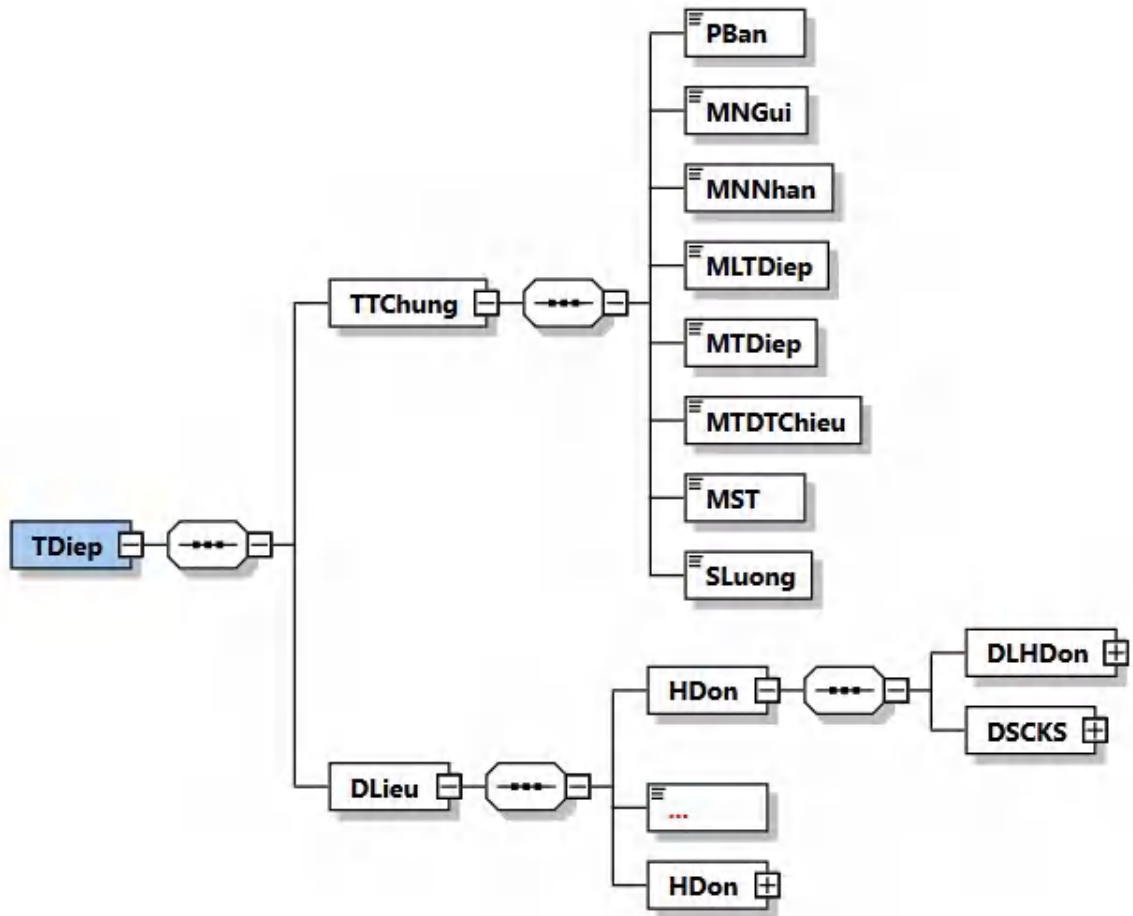 PBan
MNGui
MNNhan
MLTDiep
TTChung
MTDiep
MTDTChieu
MST
TDiep
SLuong
DLHDon
HDon
DSCKS
DLieu
...
HDon